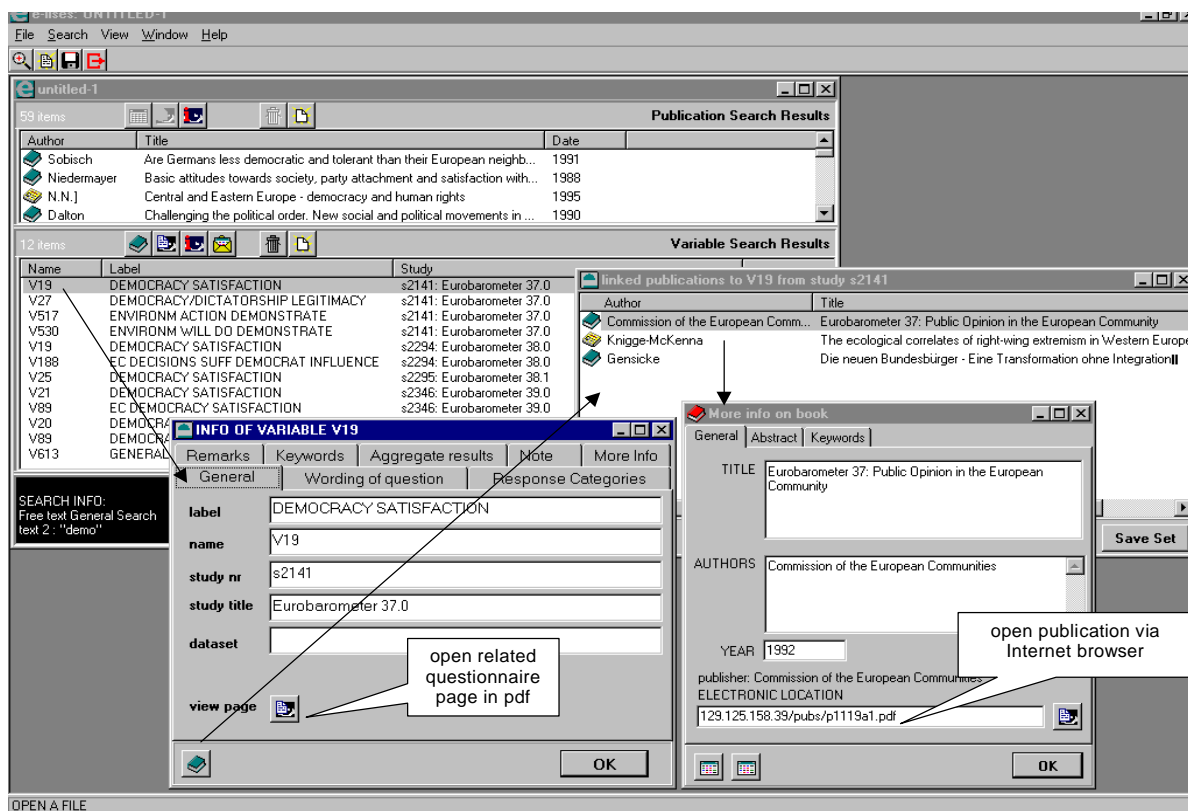 e-lises: UNTITLED-1
File Search View Window Help
untitled-1
59 items Publication Search Results
Author Title Date
Sobisch Are Germans less democratic and tolerant than their European neighb... 1991
Niedermayer Basic attitudes towards society, party attachment and satisfaction with... 1988
N.N.] Central and Eastern Europe - democracy and human rights 1995
Dalton Challenging the political order. New social and political movements in ... 1990
12 items Variable Search Results
Name Label Study
V19 DEMOCRACY SATISFACTION s2141: Eurobarometer 37.0
V27 DEMOCRACY/DICTATORSHIP LEGITIMACY s2141: Eurobarometer 37.0
V517 ENVIRONM ACTION DEMONSTRATE s2141: Eurobarometer 37.0
V530 ENVIRONM WILL DO DEMONSTRATE s2141: Eurobarometer 37.0
V19 DEMOCRACY SATISFACTION s2294: Eurobarometer 38.0
V188 EC DECISIONS SUFF DEMOCRAT INFLUENCE s2294: Eurobarometer 38.0
V25 DEMOCRACY SATISFACTION s2295: Eurobarometer 38.1
V21 DEMOCRACY SATISFACTION s2346: Eurobarometer 39.0
V89 EC DEMOCRACY SATISFACTION s2346: Eurobarometer 39.0
V20 DEMOCRA
V89 DEMOCRA
V613 GENERAL
SEARCH INFO:
Free text General Search
text 2 : "demo"
linked publications to V19 from study s2141
Author Title
Commission of the European Comm... Eurobarometer 37: Public Opinion in the European Community
Knigge-McKenna The ecological correlates of right-wing extremism in Western Europe
Gensicke Die neuen Bundesbürger - Eine Transformation ohne Integration
Save Set
INFO OF VARIABLE V19
Remarks Keywords Aggregate results Note More Info
General Wording of question Response Categories
label DEMOCRACY SATISFACTION
name V19
study nr s2141
study title Eurobarometer 37.0
dataset
view page
open related
questionnaire
page in pdf
OK
More info on book
General Abstract Keywords
TITLE Eurobarometer 37: Public Opinion in the European
Community
AUTHORS Commission of the European Communities
YEAR 1992
publisher: Commission of the European Communities
ELECTRONIC LOCATION
129.125.158.39/pubs/p1119a1.pdf
open publication via
Internet browser
OK
OPEN A FILE